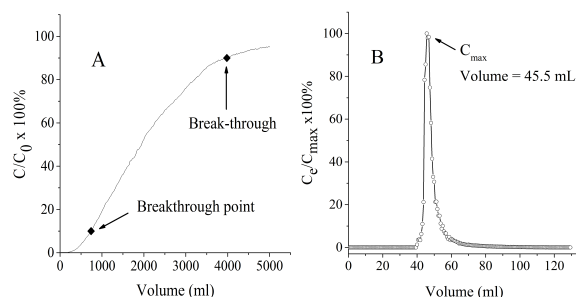 A
C/C₀ x 100%
100
80
60
40
20
0
Break-through
Breakthrough point
0 1000 2000 3000 4000 5000
Volume (ml)
B
Cₑ/Cₘₐₓ x100%
100
80
60
40
20
0
Cₘₐₓ
Volume = 45.5 mL
0 20 40 60 80 100 120
Volume (ml)